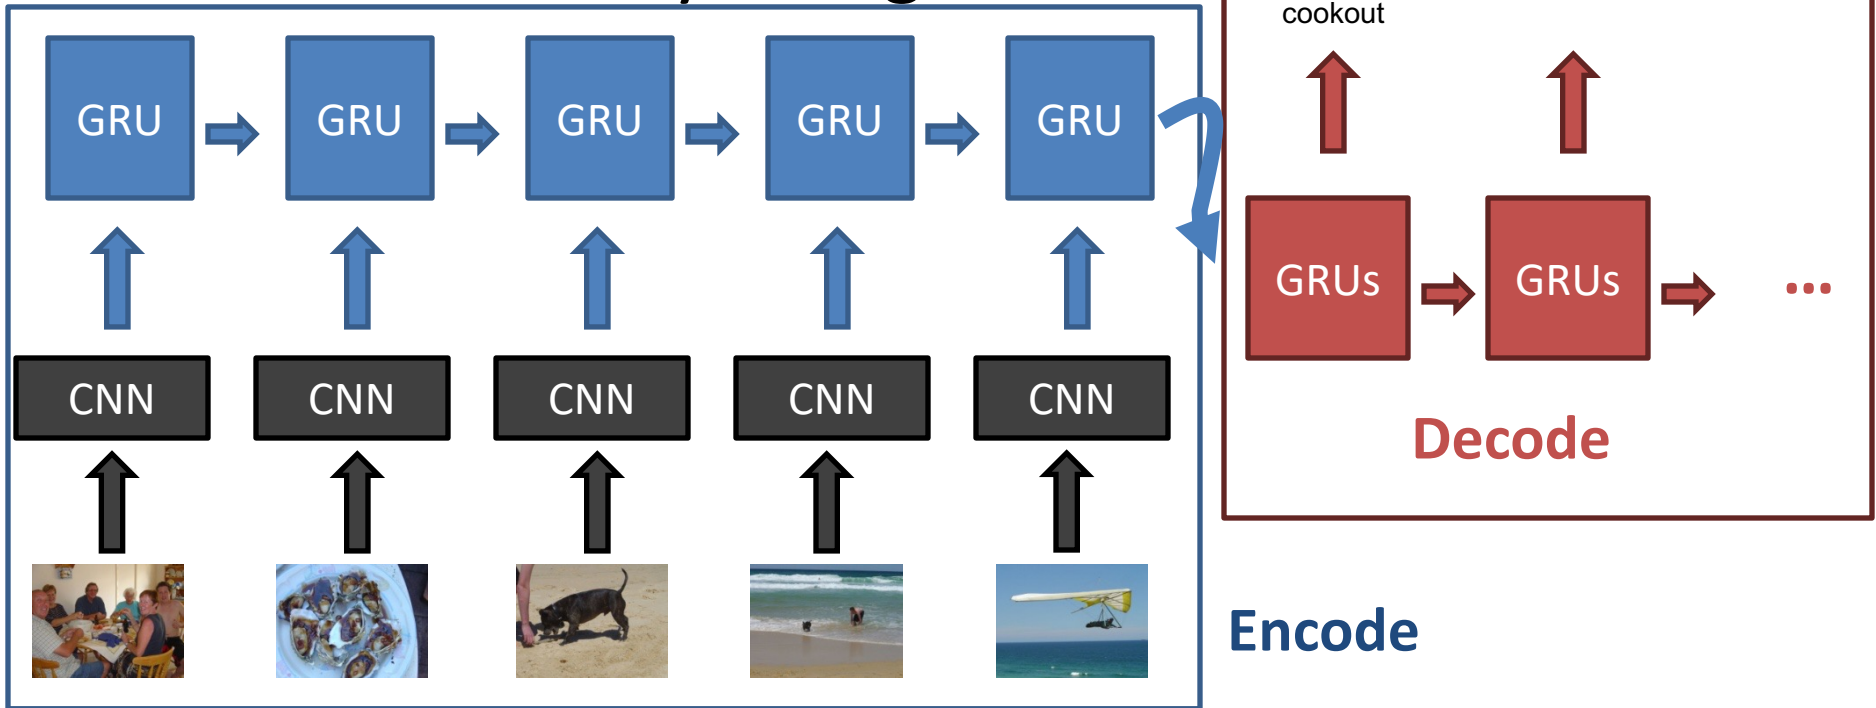 cookout
GRU GRU GRU GRU GRU
GRUs GRUs ...
CNN CNN CNN CNN CNN
Decode
Encode